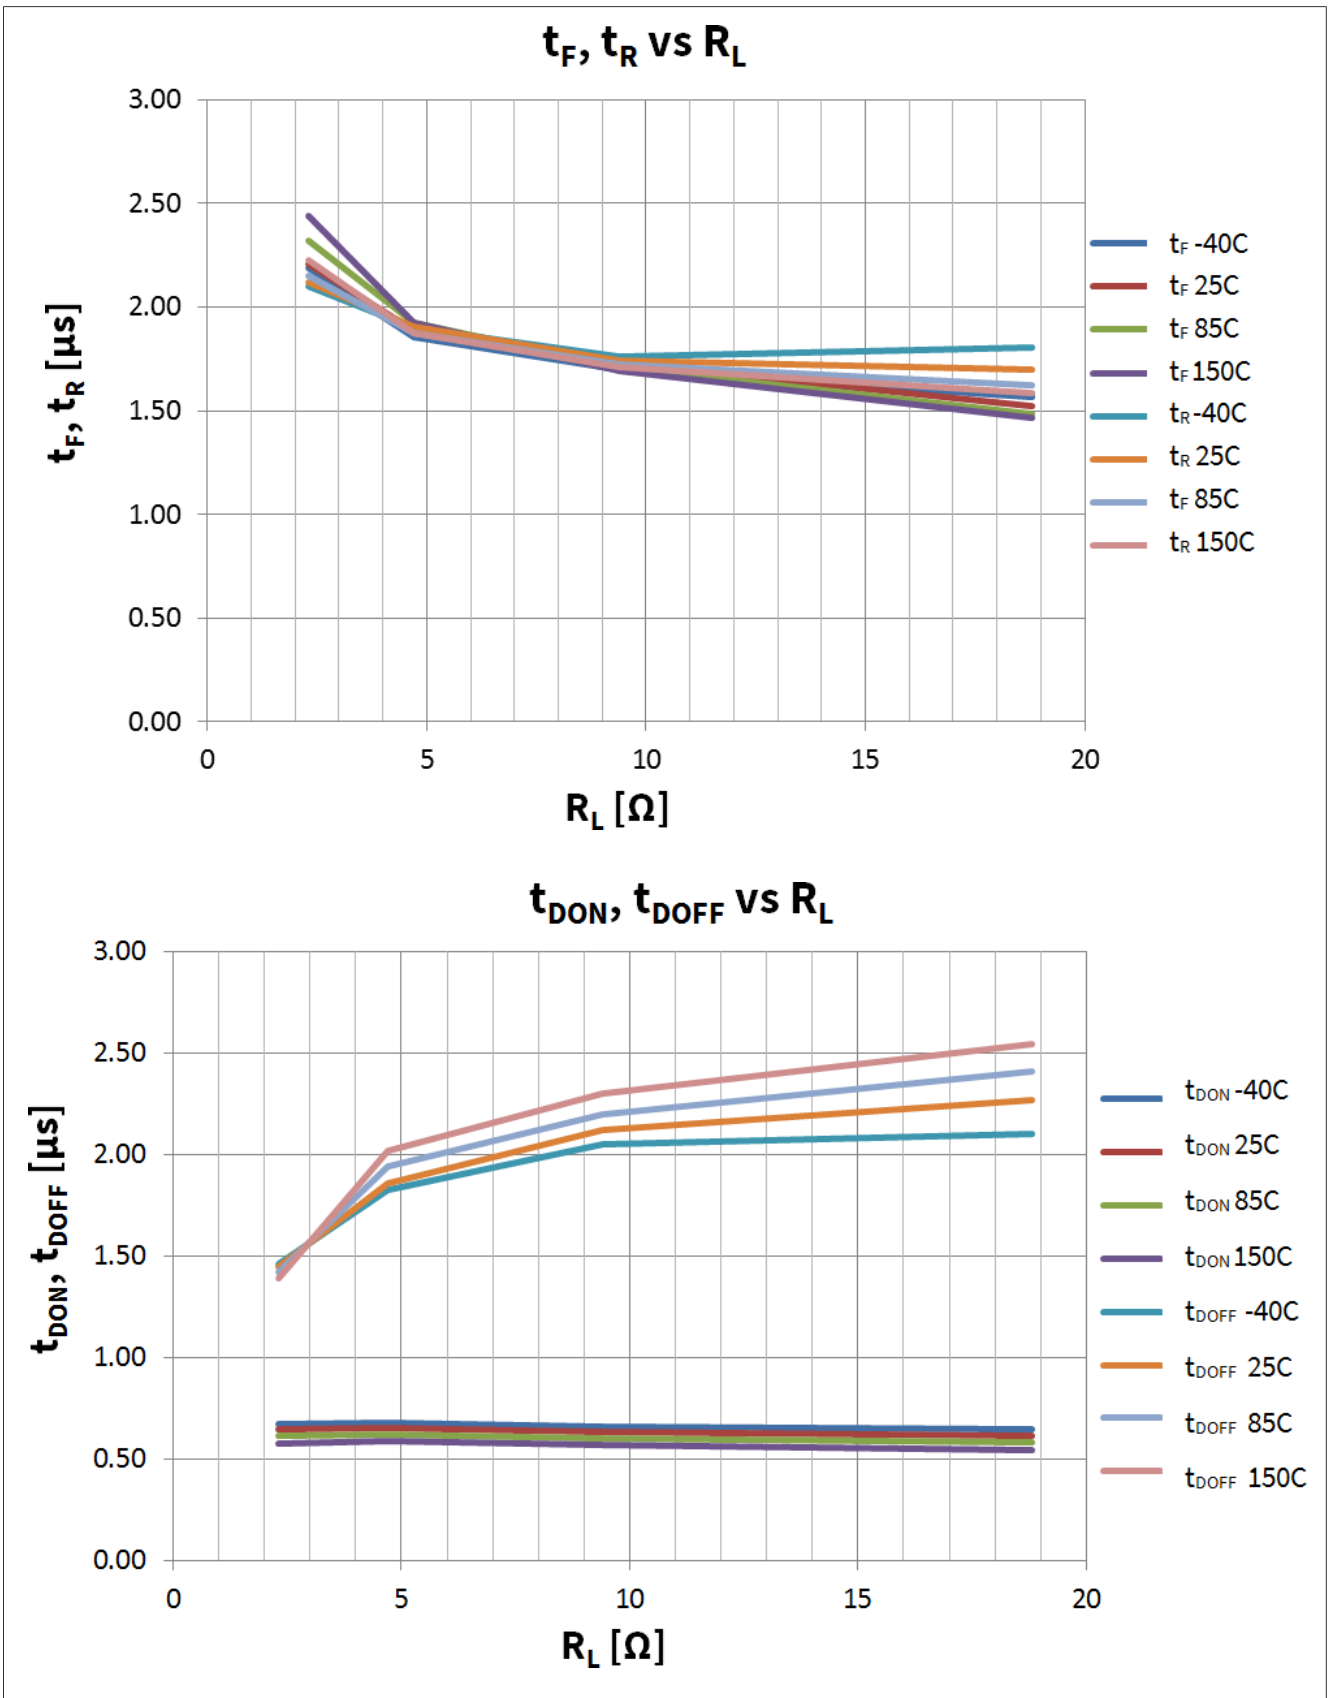 tF, tR vs RL
3.00
2.50
2.00
1.50
1.00
0.50
0.00
tF, tR [µs]
0 5 10 15 20
RL [Ω]
tF -40C
tF 25C
tF 85C
tF 150C
tR -40C
tR 25C
tF 85C
tR 150C
tDON, tDOFF vs RL
3.00
2.50
2.00
1.50
1.00
0.50
0.00
tDON, tDOFF [µs]
0 5 10 15 20
RL [Ω]
tDON -40C
tDON 25C
tDON 85C
tDON 150C
tDOFF -40C
tDOFF 25C
tDOFF 85C
tDOFF 150C